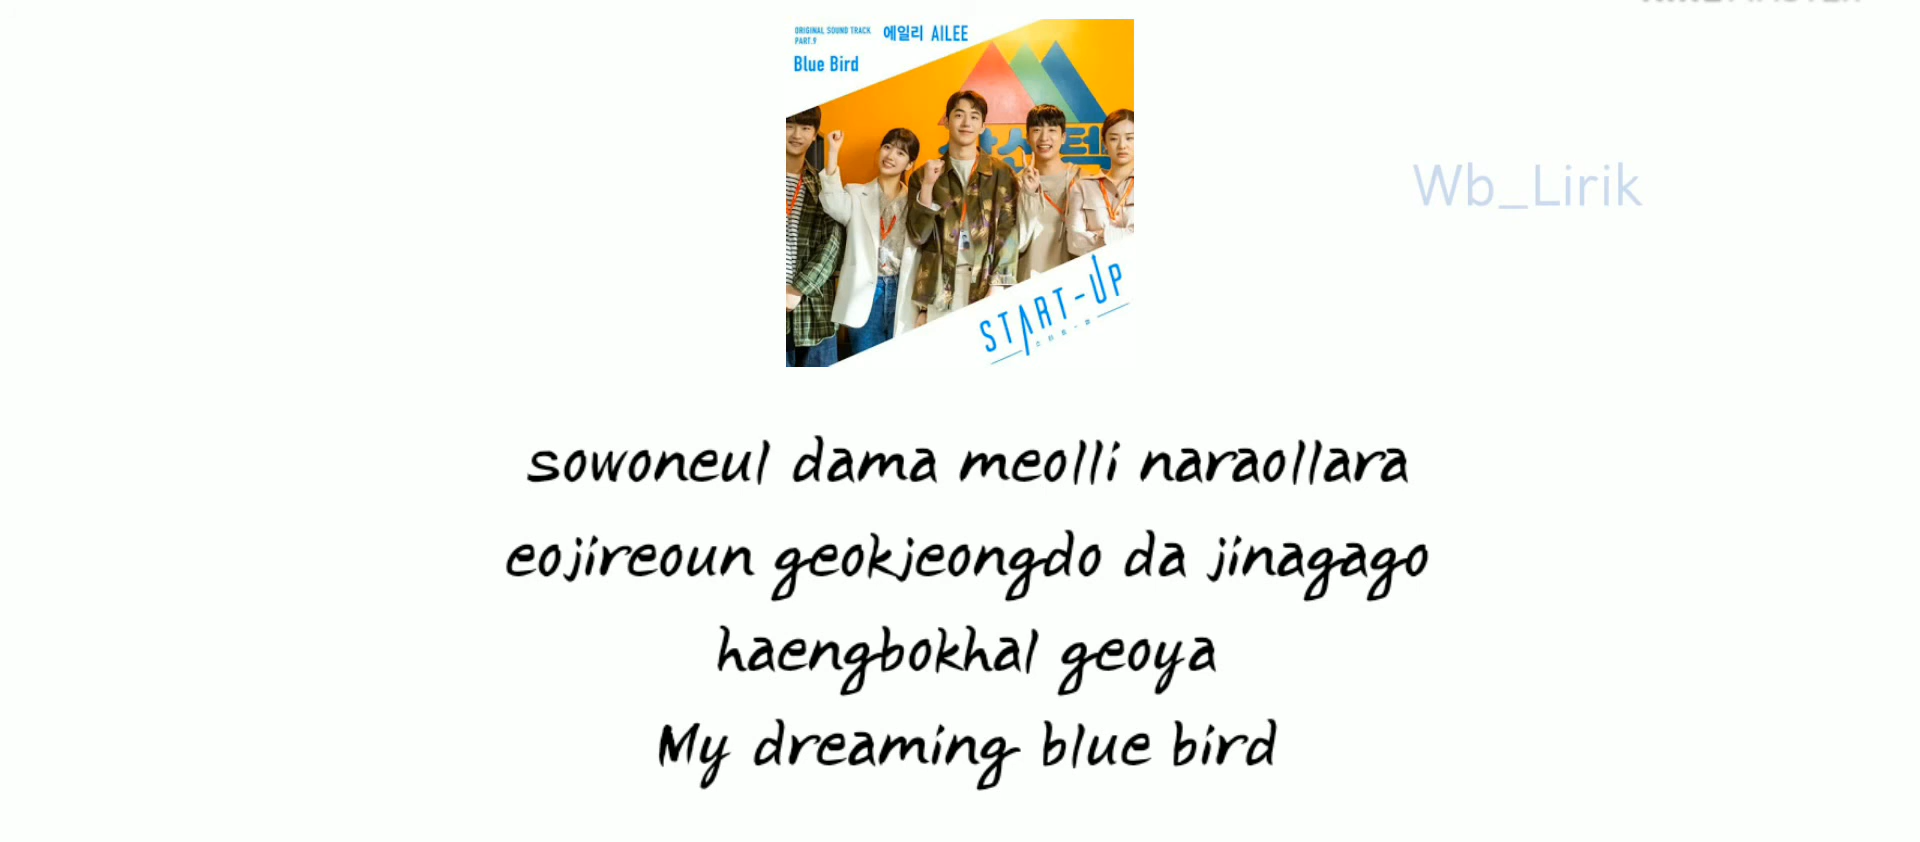 ORIGINAL SOUND TRACK
PART.9
에일리 AILEE
Blue Bird
START-UP
Wb_Lirik
sowoneul dama meolli naraollara
eojireoun geokjeongdo da jinagago
haengbokhal geoya
My dreaming blue bird